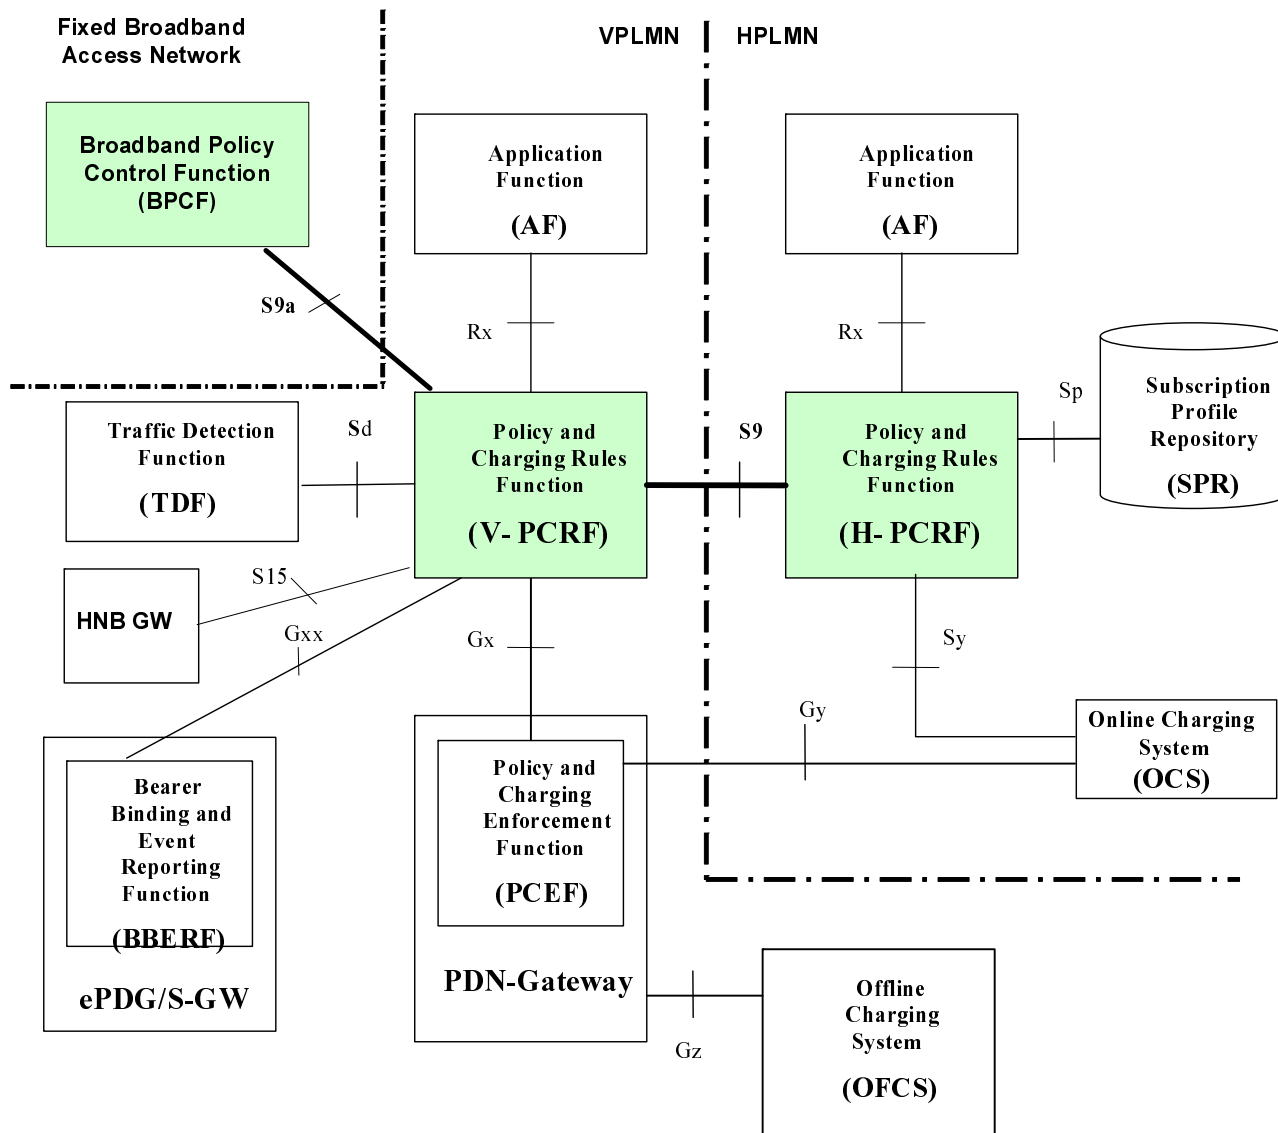 Fixed Broadband
Access Network
VPLMN
HPLMN
Broadband Policy
Control Function
(BPCF)
Application
Function
(AF)
Application
Function
(AF)
S9a
Rx
Rx
Subscription
Profile
Repository
(SPR)
Sp
Traffic Detection
Function
(TDF)
Sd
Policy and
Charging Rules
Function
(V- PCRF)
S9
Policy and
Charging Rules
Function
(H- PCRF)
HNB GW
S15
Gxx
Gx
Sy
Gy
Online Charging
System
(OCS)
Bearer
Binding and
Event
Reporting
Function
(BBERF)
ePDG/S-GW
Policy and
Charging
Enforcement
Function
(PCEF)
PDN-Gateway
Gz
Offline
Charging
System
(OFCS)